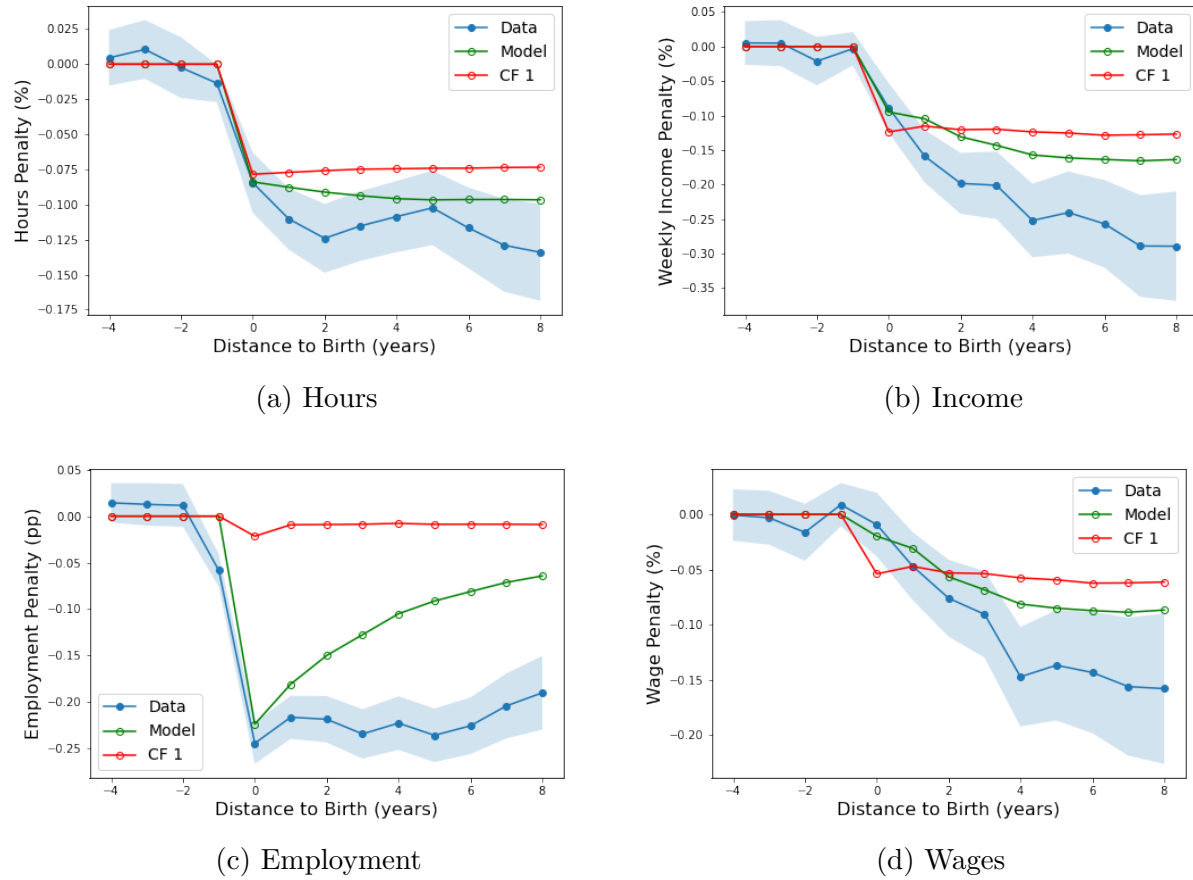 Hours Penalty (%)
0.025
0.000
−0.025
−0.050
−0.075
−0.100
−0.125
−0.150
−0.175
Data
Model
CF 1
−4 −2 0 2 4 6 8
Distance to Birth (years)
(a) Hours
Weekly Income Penalty (%)
0.05
0.00
−0.05
−0.10
−0.15
−0.20
−0.25
−0.30
−0.35
Data
Model
CF 1
−4 −2 0 2 4 6 8
Distance to Birth (years)
(b) Income
Employment Penalty (pp)
0.05
0.00
−0.05
−0.10
−0.15
−0.20
−0.25
Data
Model
CF 1
−4 −2 0 2 4 6 8
Distance to Birth (years)
(c) Employment
Wage Penalty (%)
0.00
−0.05
−0.10
−0.15
−0.20
Data
Model
CF 1
−4 −2 0 2 4 6 8
Distance to Birth (years)
(d) Wages